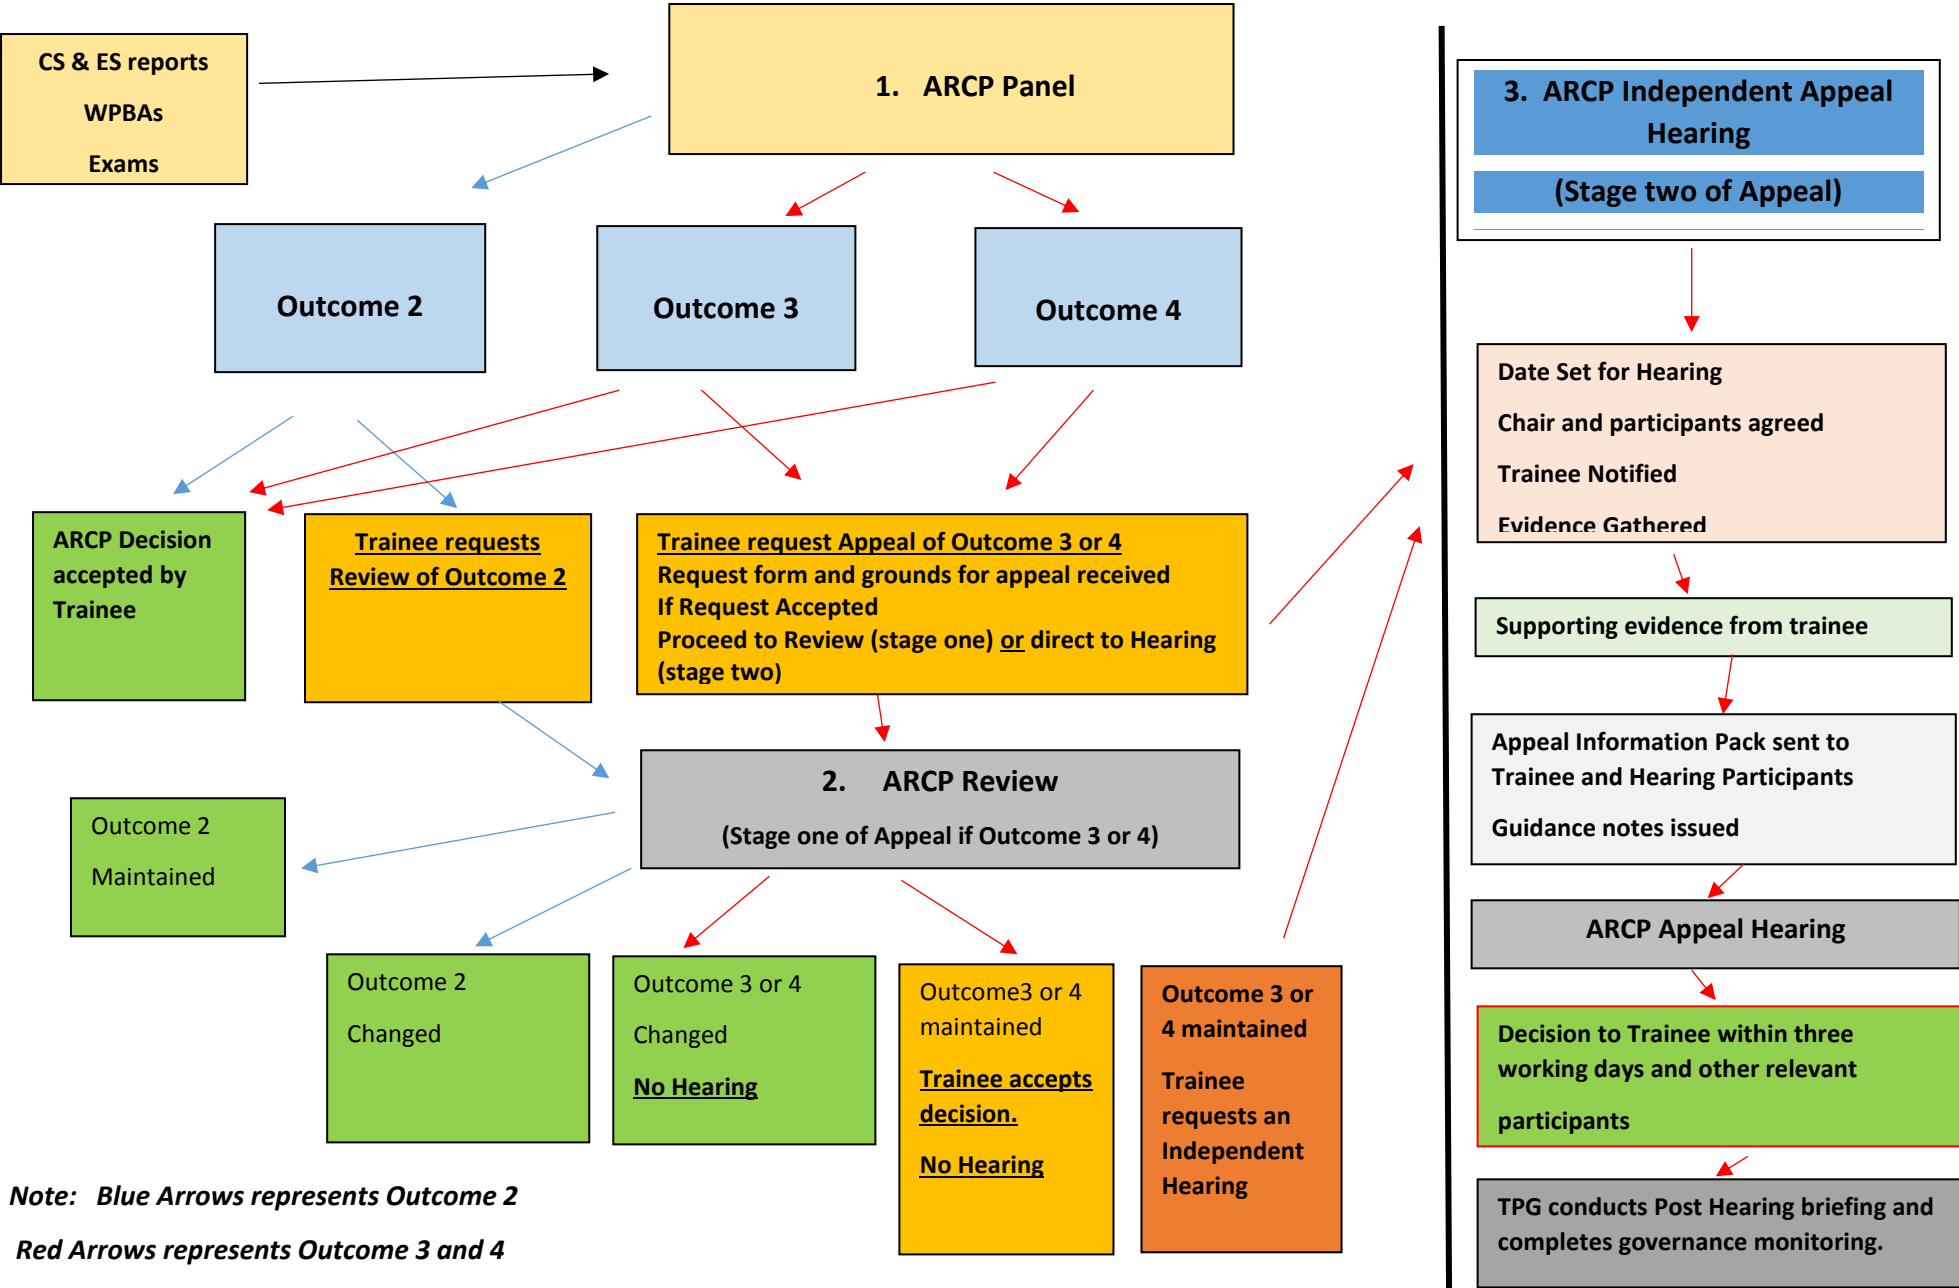 CS & ES reports
WPBAs
Exams
1. ARCP Panel
Outcome 2
Outcome 3
Outcome 4
ARCP Decision
accepted by
Trainee
Trainee requests
Review of Outcome 2
Trainee request Appeal of Outcome 3 or 4
Request form and grounds for appeal received
If Request Accepted
Proceed to Review (stage one) or direct to Hearing
(stage two)
2. ARCP Review
(Stage one of Appeal if Outcome 3 or 4)
Outcome 2
Maintained
Outcome 2
Changed
Outcome 3 or 4
Changed
No Hearing
Outcome3 or 4
maintained
Trainee accepts
decision.
No Hearing
Outcome 3 or
4 maintained
Trainee
requests an
Independent
Hearing
Note: Blue Arrows represents Outcome 2
Red Arrows represents Outcome 3 and 4
3. ARCP Independent Appeal
Hearing
(Stage two of Appeal)
Date Set for Hearing
Chair and participants agreed
Trainee Notified
Evidence Gathered
Supporting evidence from trainee
Appeal Information Pack sent to
Trainee and Hearing Participants
Guidance notes issued
ARCP Appeal Hearing
Decision to Trainee within three
working days and other relevant
participants
TPG conducts Post Hearing briefing and
completes governance monitoring.